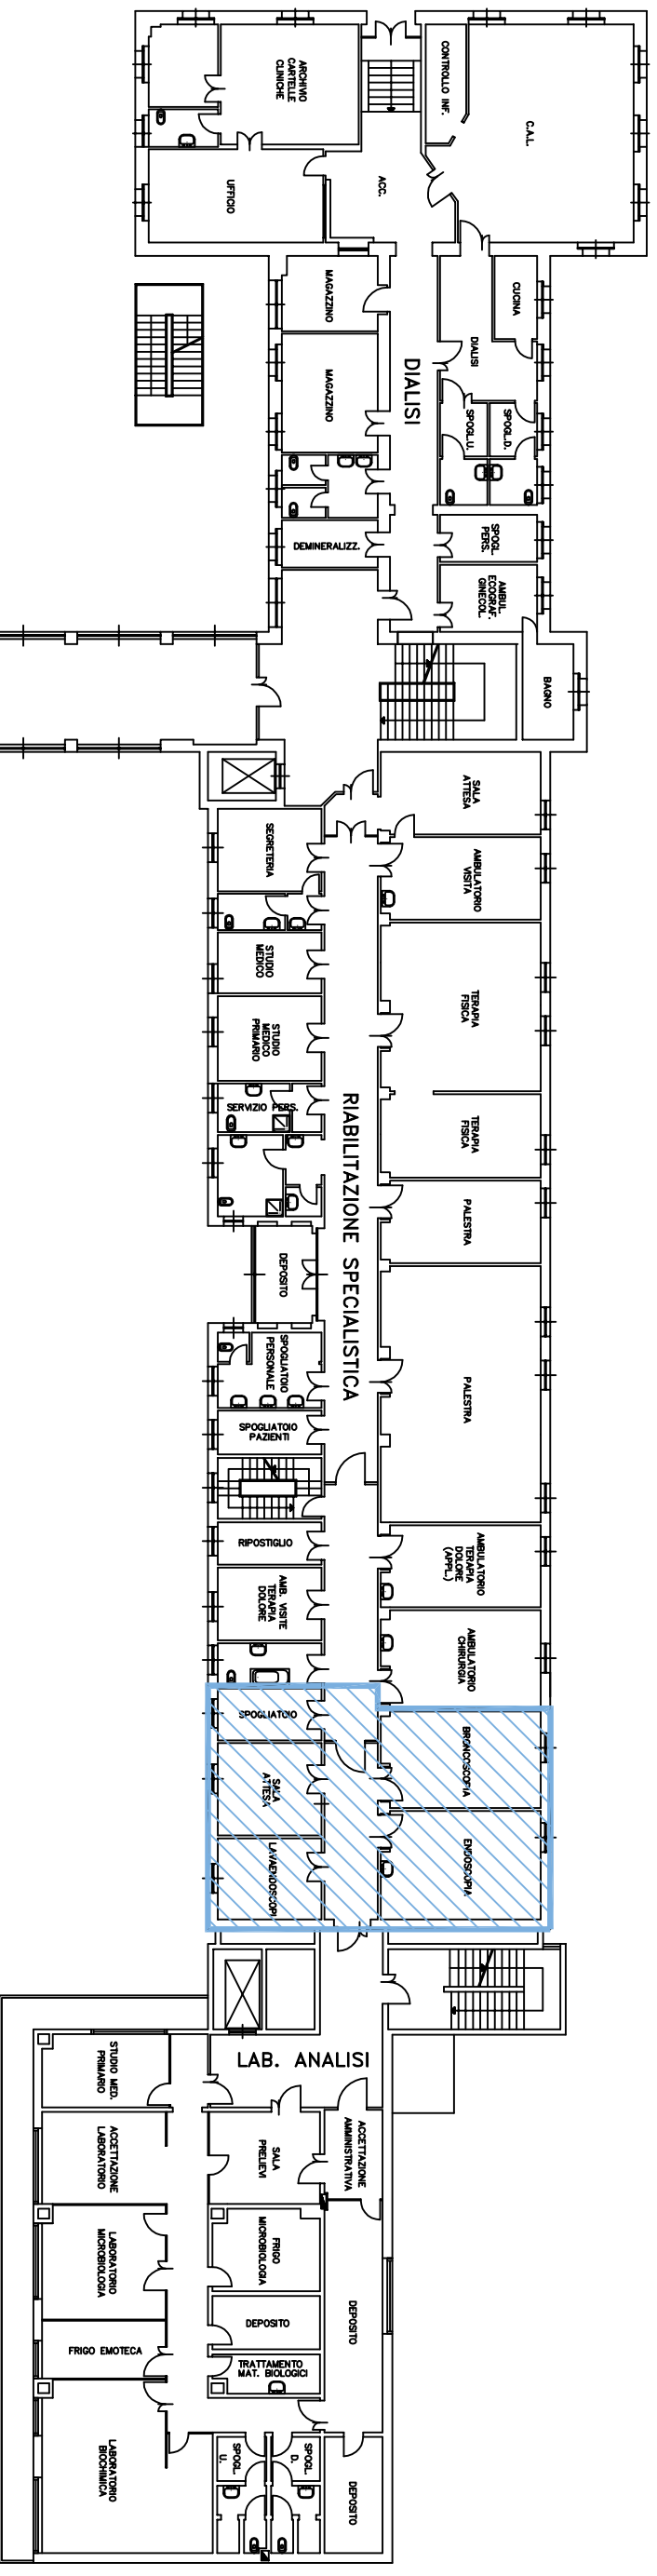 ARCHIVIO
CARTELLE
CLINICHE
CONTROLLO INF.
C.A.L.
UFFICIO
ACC.
MAGAZZINO
CUCINA
DIALISI
DIALISI
MAGAZZINO
SPOGL.U.
SPOGL.D.
DEMINERALIZZ.
SPOGL.
PERS.
AMBUL.
ECOGRAF.
GINECOL.
BAGNO
SALA
ATTESA
SEGRETERIA
AMBULATORIO
VISITA
STUDIO
MEDICO
TERAPIA
FISICA
STUDIO
MEDICO
PRIMARIO
SERVIZIO PERS.
TERAPIA
FISICA
RIABILITAZIONE SPECIALISTICA
PALESTRA
DEPOSITO
SPOGLIATOIO
PERSONALE
PALESTRA
SPOGLIATOIO
PAZIENTI
RIPOSTIGLIO
AMBULATORIO
TERAPIA
DOLORE
(APPL.)
AMB. VISITE
TERAPIA
DOLORE
AMBULATORIO
CHIRURGIA
SPOGLIATOIO
BRONCOSCOPIA
SALA
ATTESA
LAVAENDOSCOPI
ENDOSCOPIA
LAB. ANALISI
STUDIO MED.
PRIMARIO
ACCETTAZIONE
LABORATORIO
SALA
PRELIEVI
ACCETTAZIONE
AMMINISTRATIVA
LABORATORIO
MICROBIOLOGIA
FRIGO
MICROBIOLOGIA
DEPOSITO
DEPOSITO
FRIGO EMOTECA
TRATTAMENTO
MAT. BIOLOGICI
LABORATORIO
BIOCHIMICA
SPOGL.
U.
SPOGL.
D.
DEPOSITO